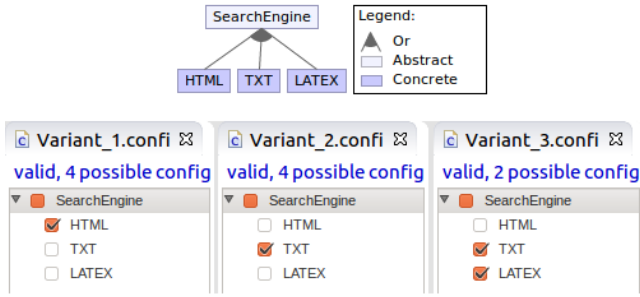 SearchEngine
Legend:
Or
Abstract
Concrete
HTML TXT LATEX
Variant_1.confi Variant_2.confi Variant_3.confi
valid, 4 possible config valid, 4 possible config valid, 2 possible config
SearchEngine SearchEngine SearchEngine
HTML HTML HTML
TXT TXT TXT
LATEX LATEX LATEX